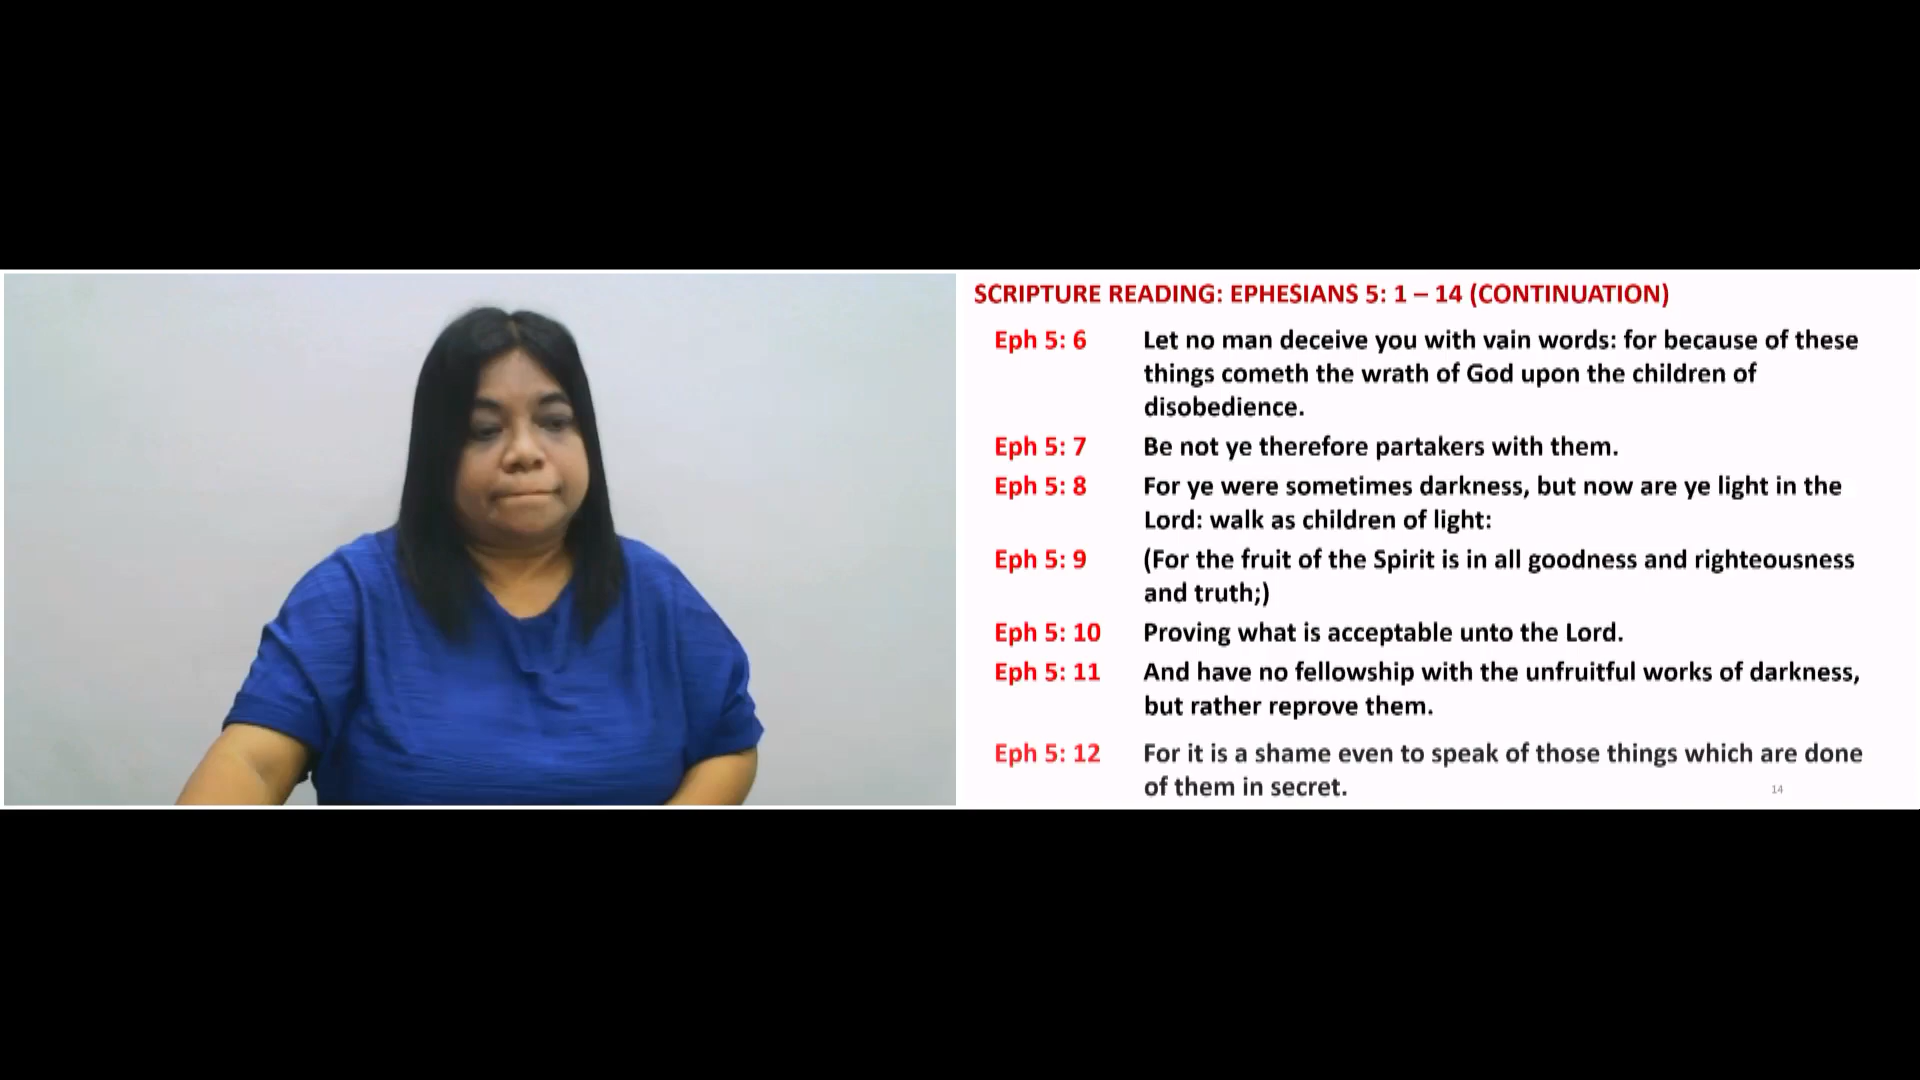 SCRIPTURE READING: EPHESIANS 5: 1 – 14 (CONTINUATION)
Eph 5: 6 Let no man deceive you with vain words: for because of these
things cometh the wrath of God upon the children of
disobedience.
Eph 5: 7 Be not ye therefore partakers with them.
Eph 5: 8 For ye were sometimes darkness, but now are ye light in the
Lord: walk as children of light:
Eph 5: 9 (For the fruit of the Spirit is in all goodness and righteousness
and truth;)
Eph 5: 10 Proving what is acceptable unto the Lord.
Eph 5: 11 And have no fellowship with the unfruitful works of darkness,
but rather reprove them.
Eph 5: 12 For it is a shame even to speak of those things which are done
of them in secret.
14